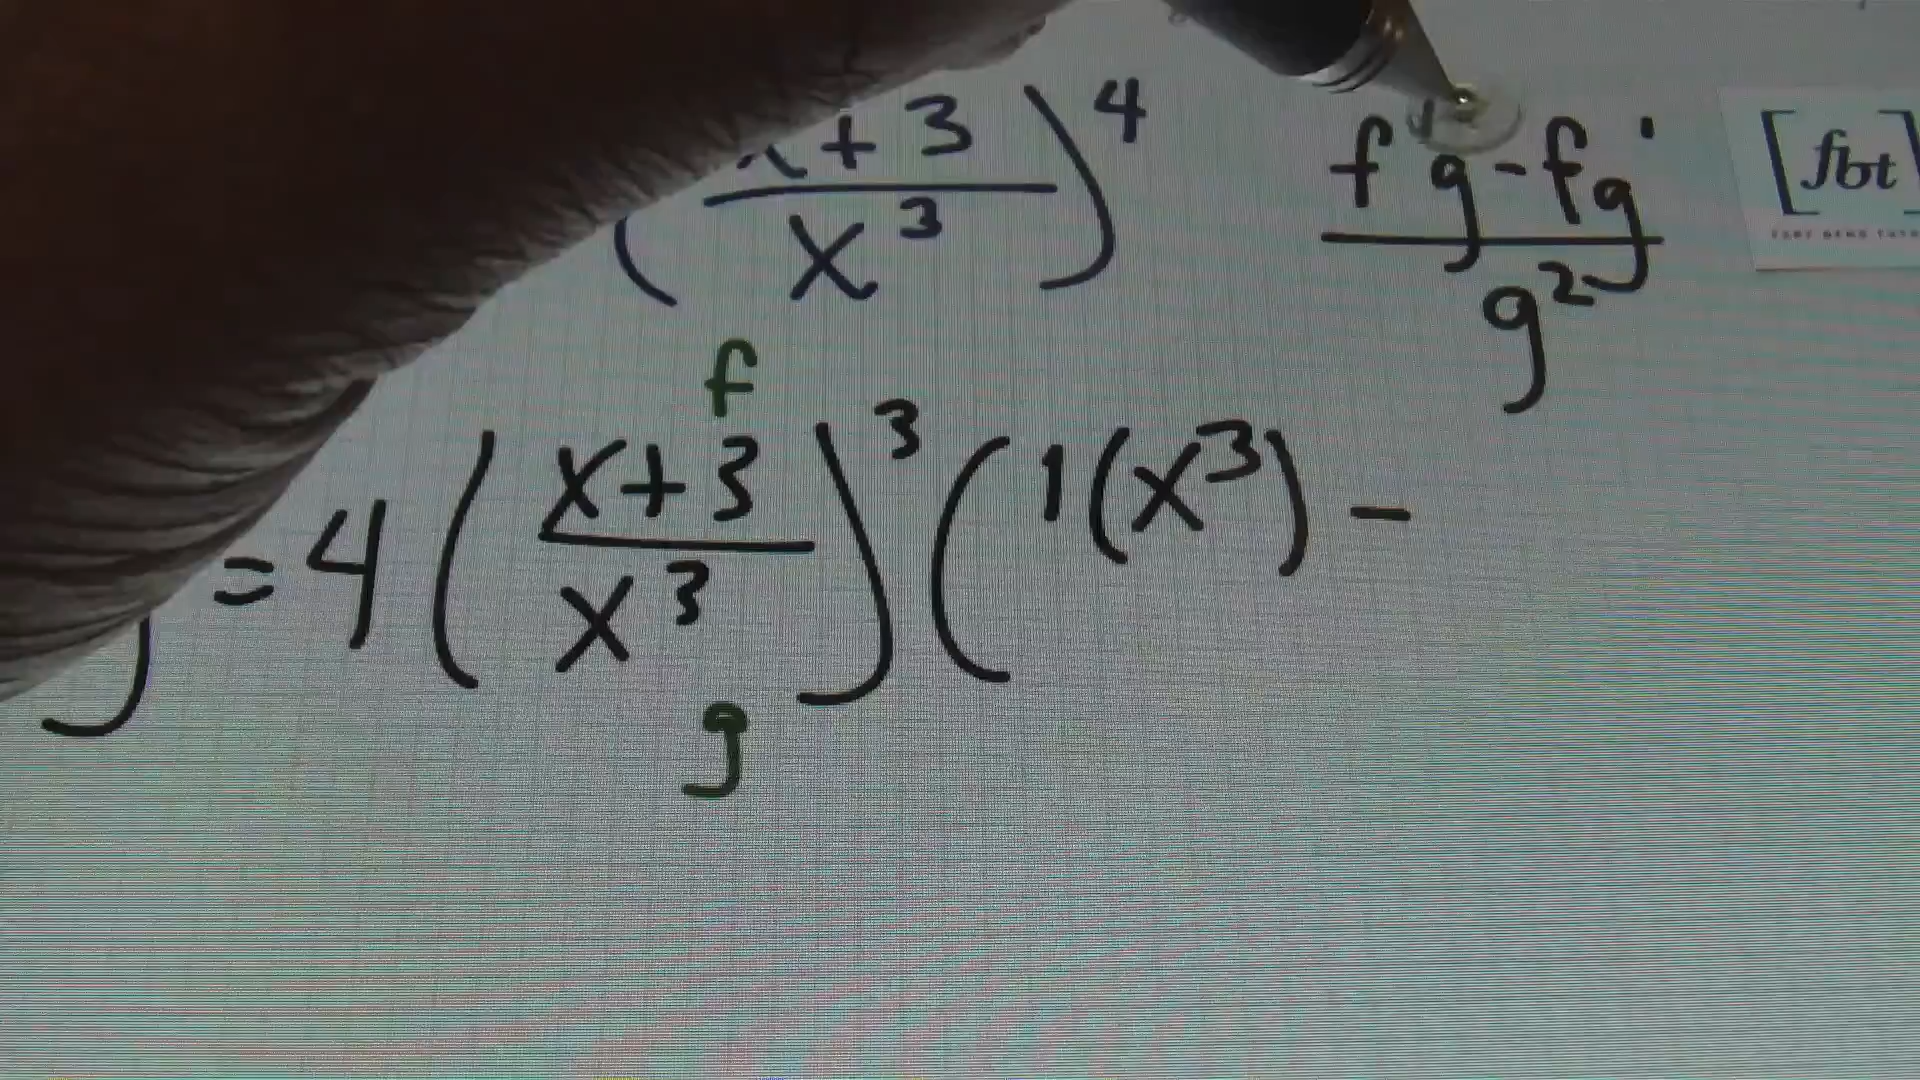 (x+3/x³)⁴
f'g-fg'/g²
[fbt]
f
= 4(x+3/x³)³(1(x³) -
g